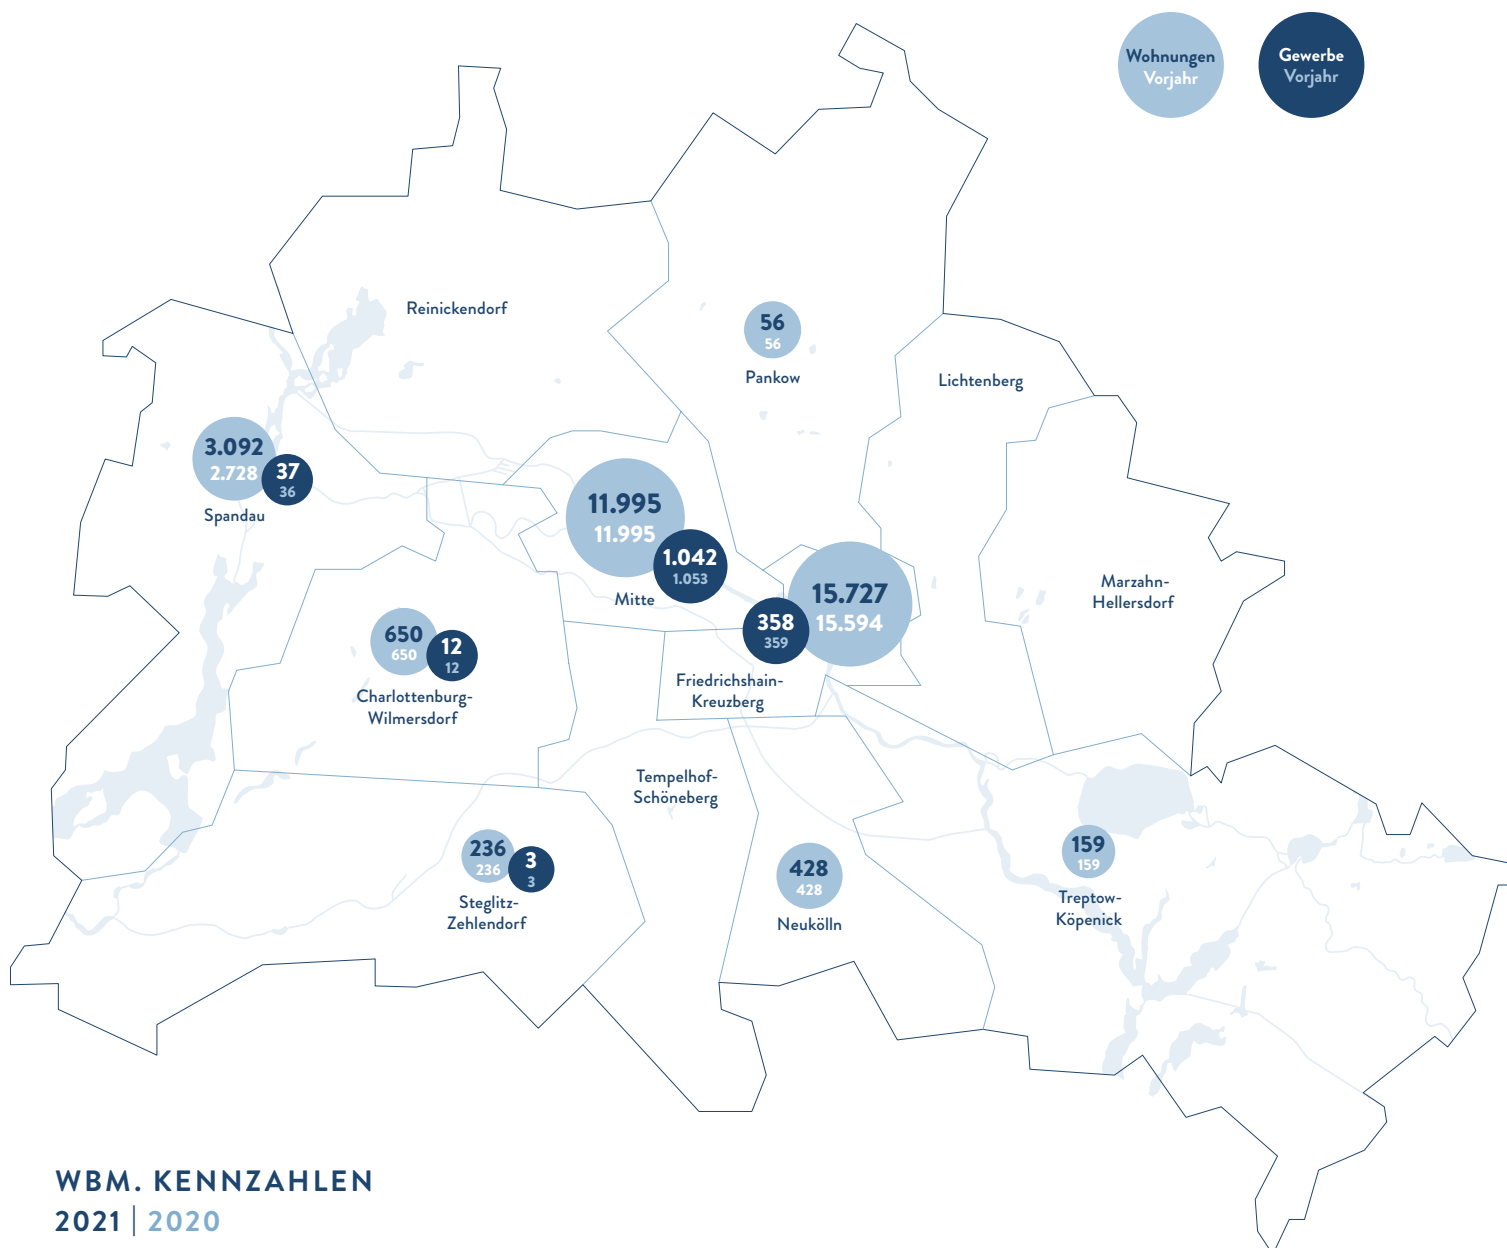 Wohnungen
Vorjahr
Gewerbe
Vorjahr
Reinickendorf
56
56
Pankow
Lichtenberg
3.092
2.728
37
36
Spandau
11.995
11.995
1.042
1.053
Mitte
15.727
15.594
358
359
Friedrichshain-
Kreuzberg
Marzahn-
Hellersdorf
650
650
12
12
Charlottenburg-
Wilmersdorf
Tempelhof-
Schöneberg
236
236
3
3
Steglitz-
Zehlendorf
428
428
Neukölln
159
159
Treptow-
Köpenick
WBM. KENNZAHLEN
2021 | 2020